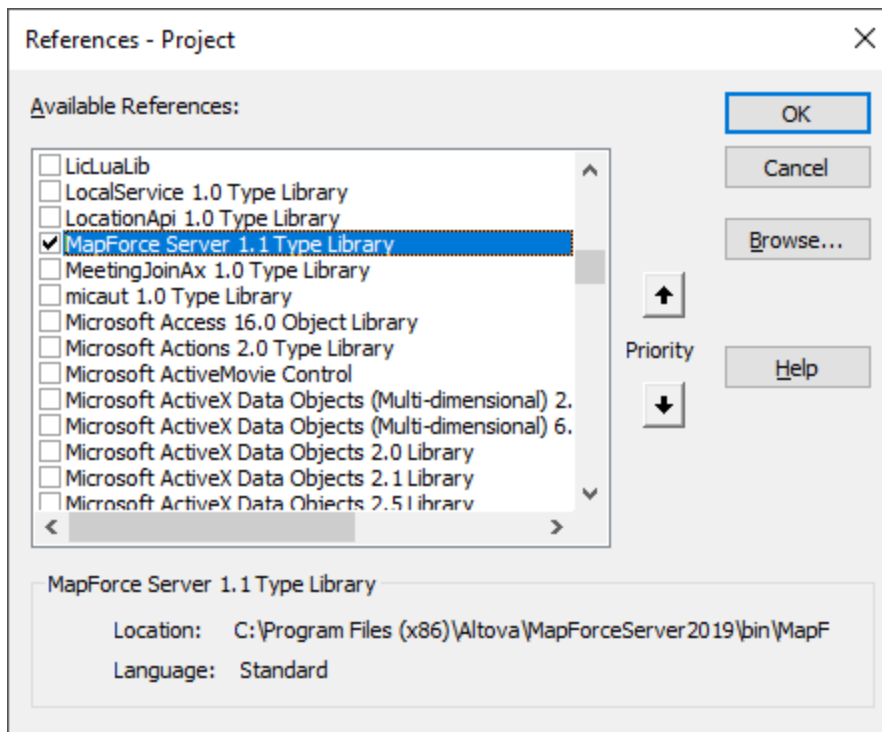 References - Project
Available References:
LicLuaLib
LocalService 1.0 Type Library
LocationApi 1.0 Type Library
MapForce Server 1.1 Type Library
MeetingJoinAx 1.0 Type Library
micaut 1.0 Type Library
Microsoft Access 16.0 Object Library
Microsoft Actions 2.0 Type Library
Microsoft ActiveMovie Control
Microsoft ActiveX Data Objects (Multi-dimensional) 2.
Microsoft ActiveX Data Objects (Multi-dimensional) 6.
Microsoft ActiveX Data Objects 2.0 Library
Microsoft ActiveX Data Objects 2.1 Library
Microsoft ActiveX Data Objects 2.5 Library
OK
Cancel
Browse...
Priority
Help
MapForce Server 1.1 Type Library
Location: C:\Program Files (x86)\Altova\MapForceServer2019\bin\MapF
Language: Standard